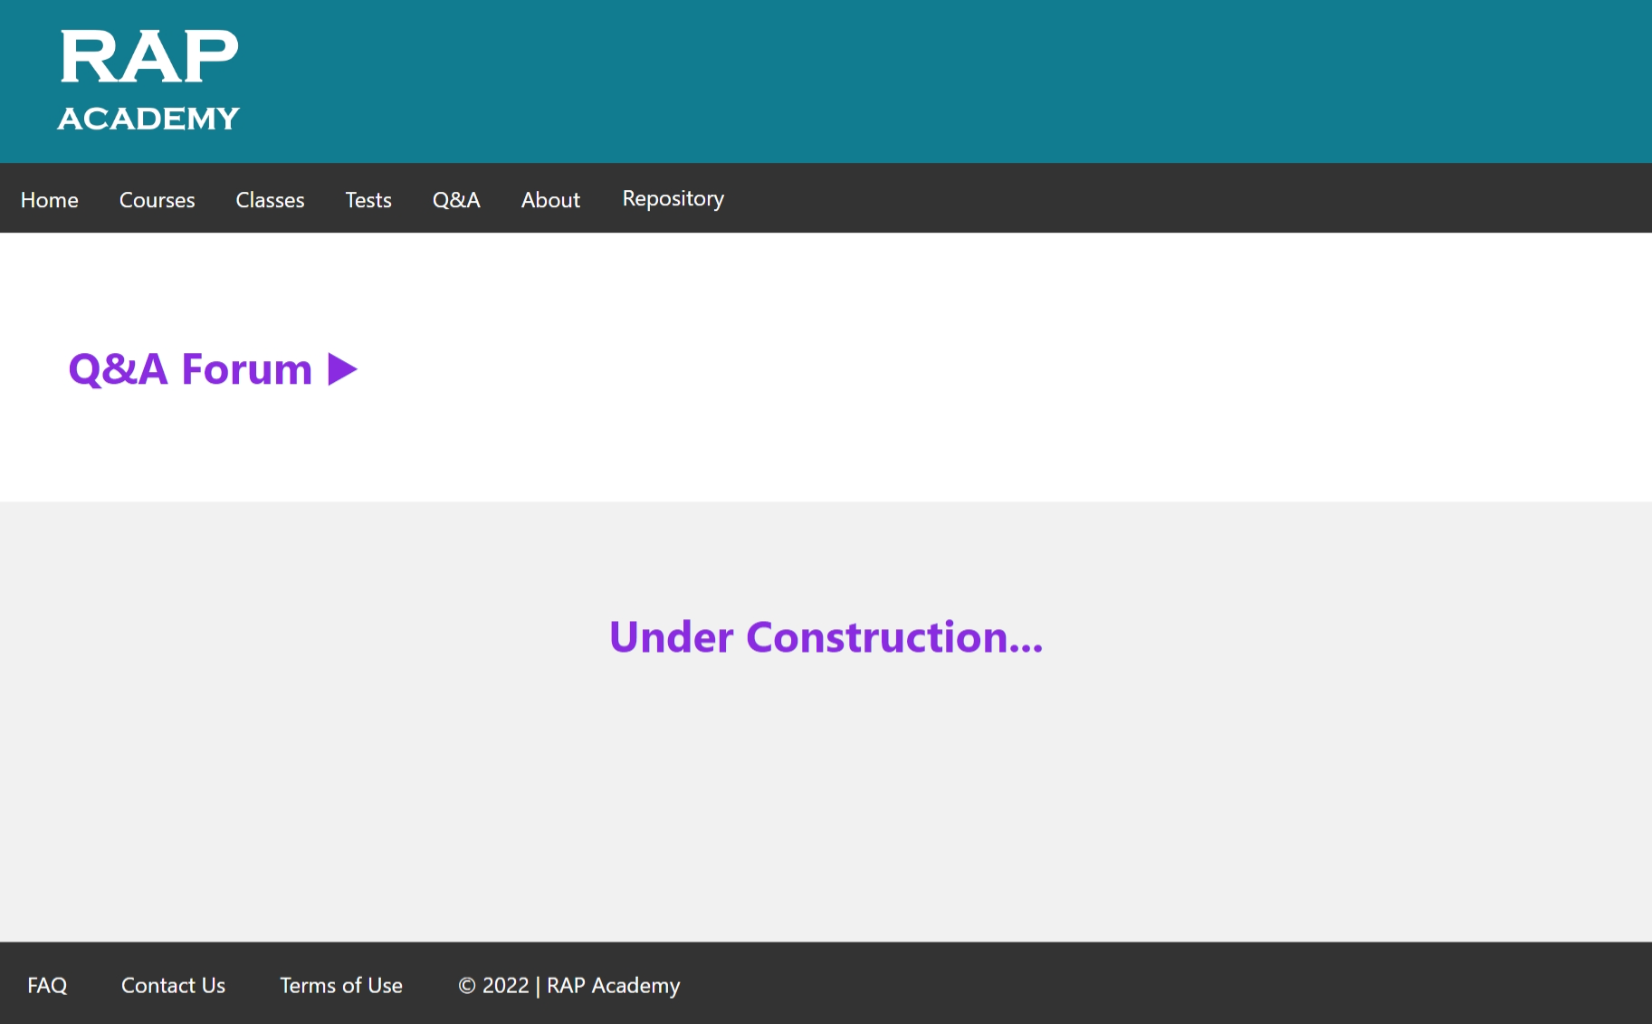 RAP
ACADEMY
Home Courses Classes Tests Q&A About Repository
Q&A Forum ▶
Under Construction...
FAQ Contact Us Terms of Use © 2022 | RAP Academy